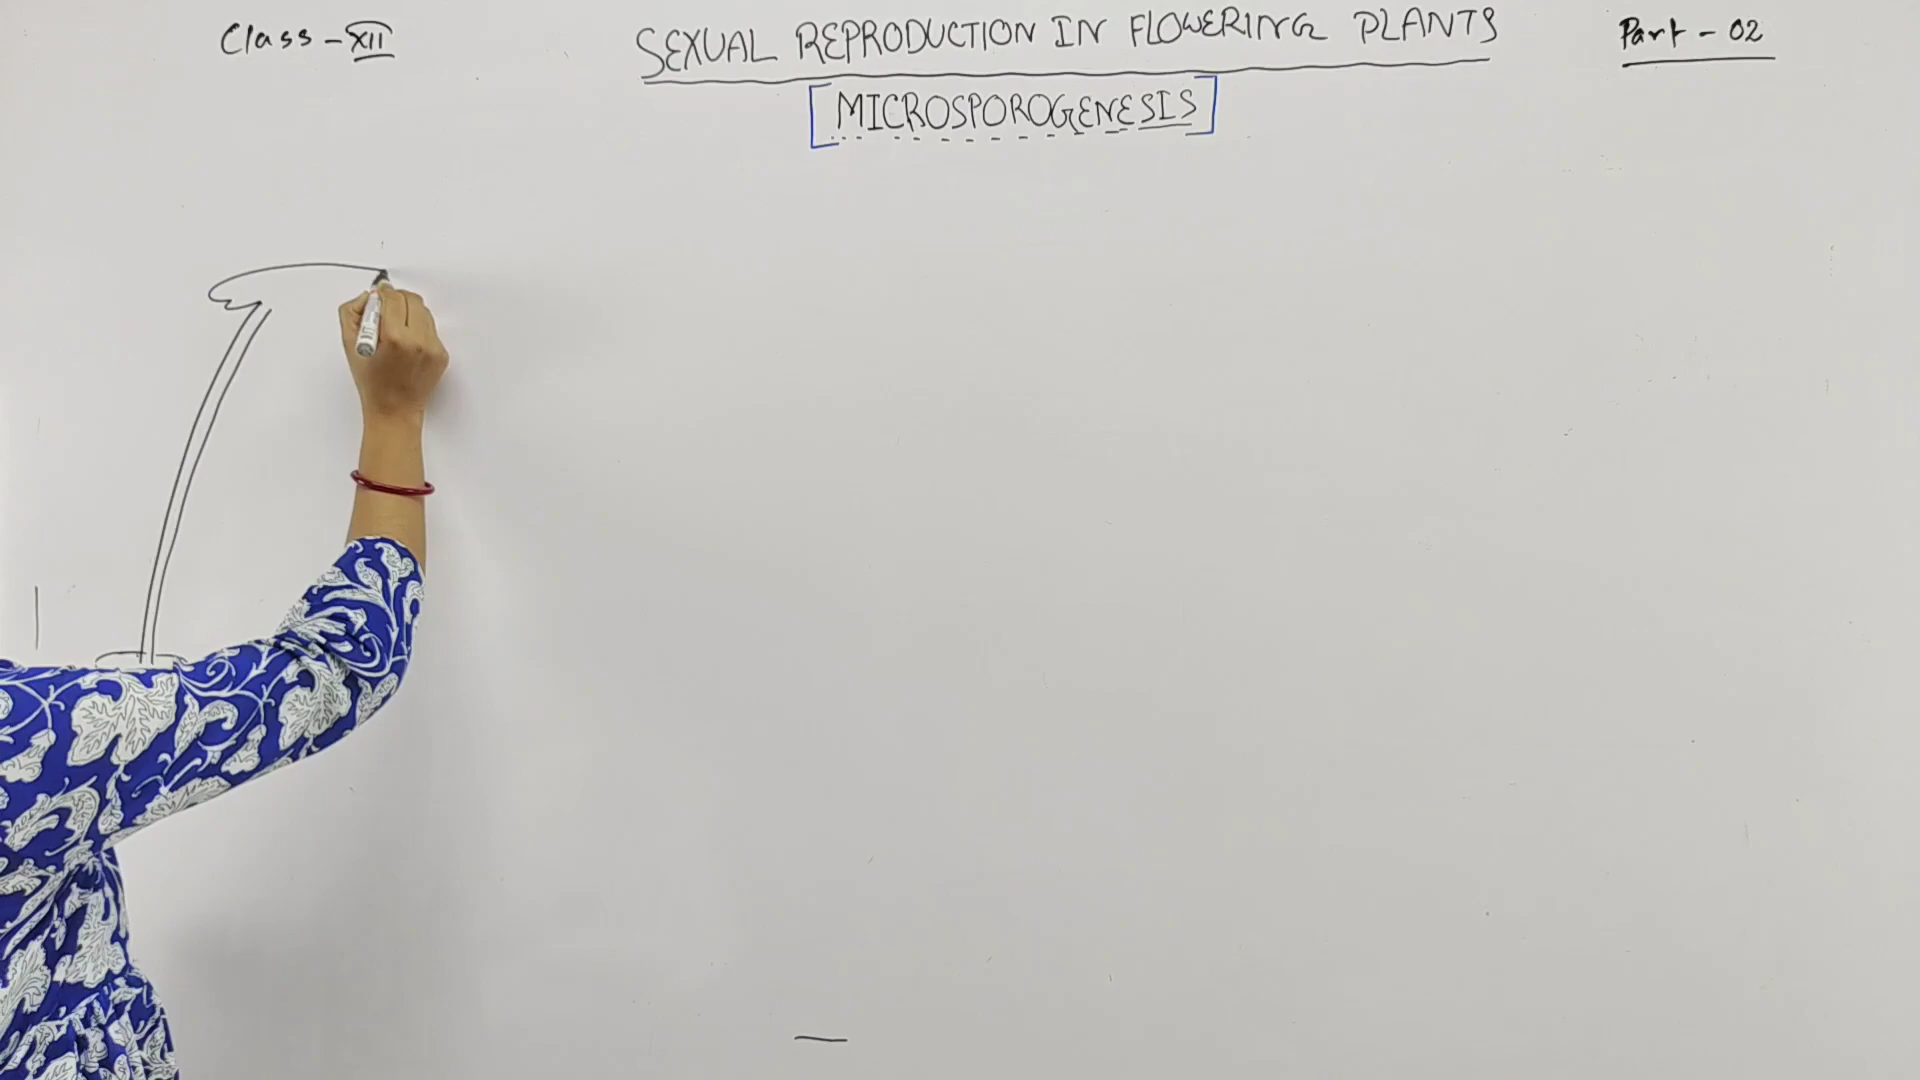 Class - XII
SEXUAL REPRODUCTION IN FLOWERING PLANTS
Part - 02
[MICROSPOROGENESIS]